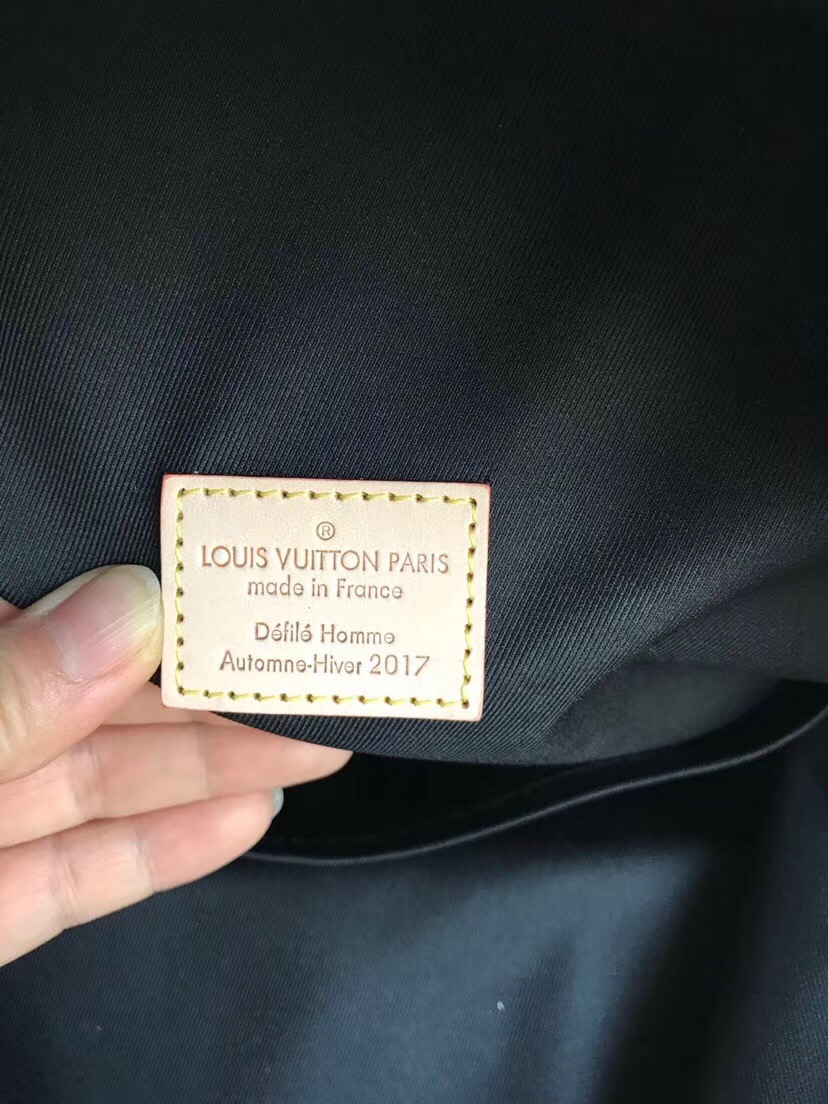 ®
LOUIS VUITTON PARIS
made in France
Défilé Homme
Automne-Hiver 2017